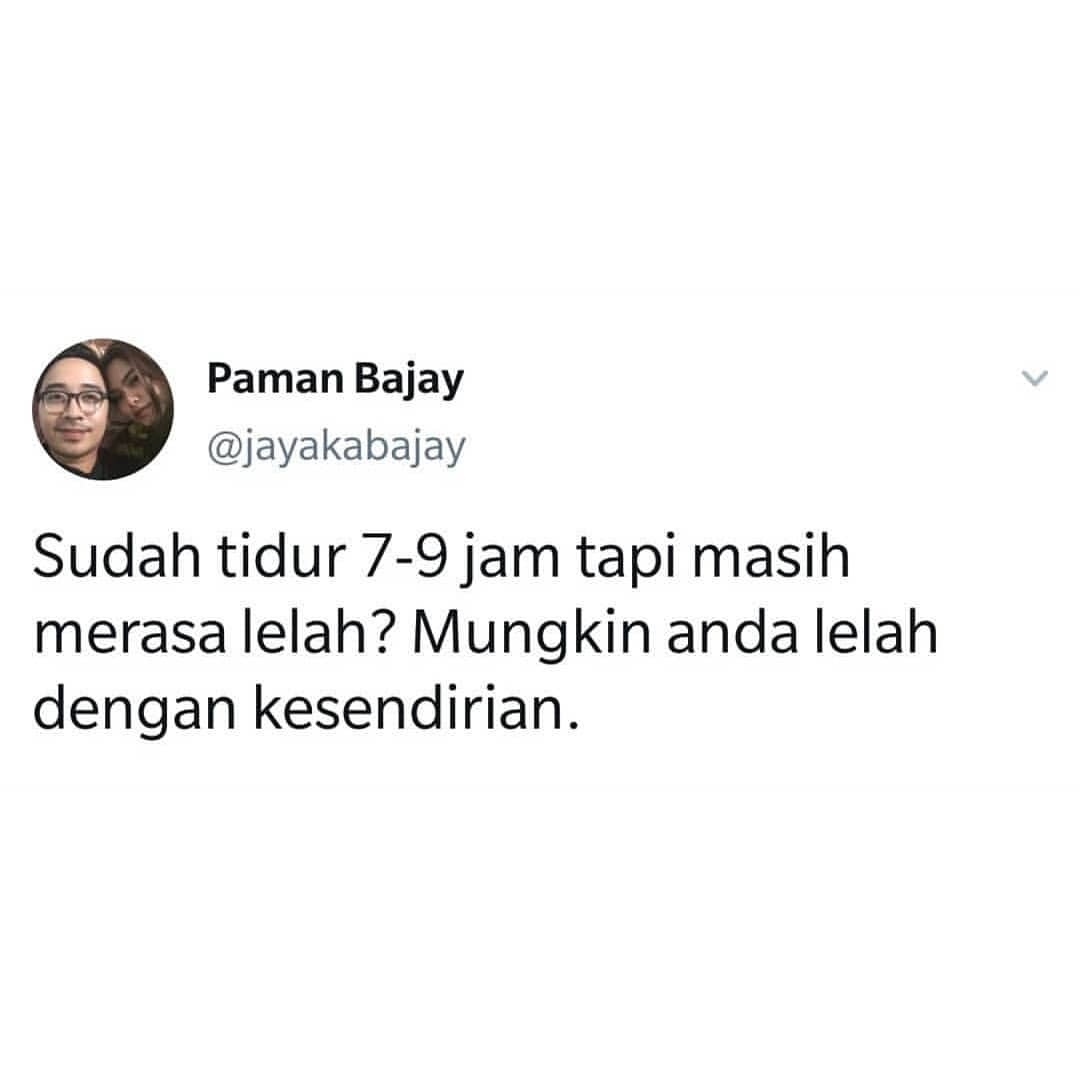 Paman Bajay
@jayakabajay
Sudah tidur 7-9 jam tapi masih
merasa lelah? Mungkin anda lelah
dengan kesendirian.